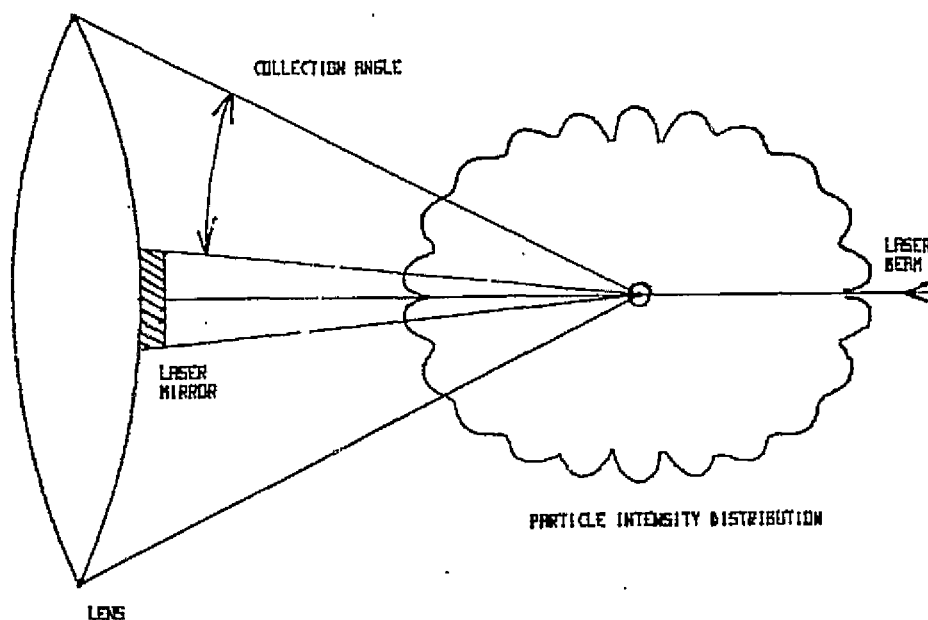 COLLECTION ANGLE
LASER
BEAM
LASER
MIRROR
PARTICLE INTENSITY DISTRIBUTION
LENS